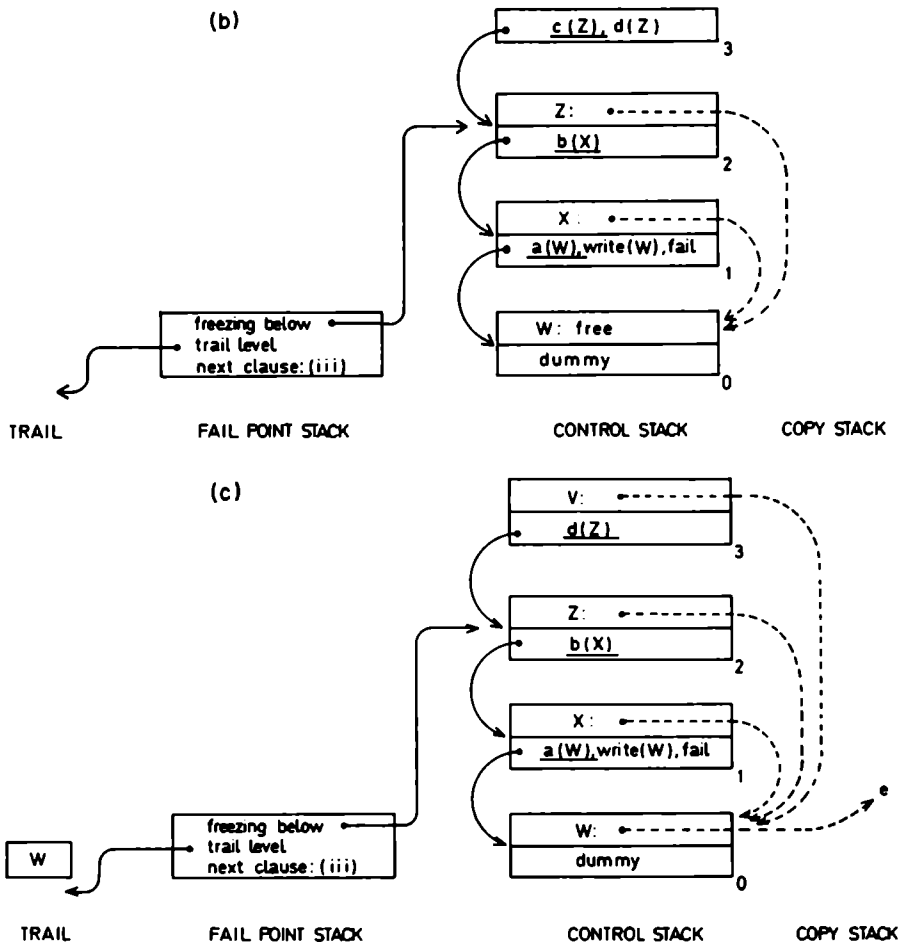 (b)
c(Z), d(Z)
3
Z:
b(X)
2
X:
a(W), write(W), fail
1
W: free
dummy
0
freezing below
trail level
next clause: (iii)
TRAIL
FAIL POINT STACK
CONTROL STACK
COPY STACK
(c)
V:
d(Z)
3
Z:
b(X)
2
X:
a(W), write(W), fail
1
e
W:
dummy
0
freezing below
trail level
next clause: (iii)
W
TRAIL
FAIL POINT STACK
CONTROL STACK
COPY STACK